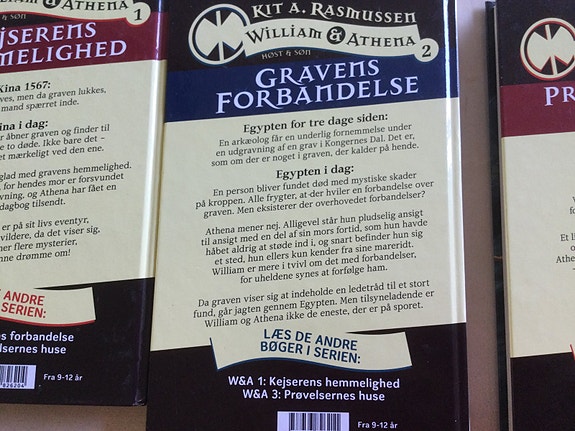 WILLIAM & ATHENA
1
JSERENS
MMELIGHED
Kina 1567:
ves, men da graven lukkes,
mand spærret inde.
ina i dag:
r åbner graven og finder til
e to døde. Ikke bare det –
et mærkeligt ved den ene.
glad med gravens hemmelighed.
for hendes mor er forsvundet
vning, og Athena har fået en
dagbog tilsendt.
er på sit livs eventyr,
vildere, da det viser sig,
ner flere mysterier,
nne drømme om!
E ANDRE
SERIEN:
s forbandelse
elsernes huse
826204
Fra 9-12 år
KIT A. RASMUSSEN
WILLIAM & ATHENA
HØST & SØN
2
GRAVENS
FORBANDELSE
Egypten for tre dage siden:
En arkæolog får en underlig fornemmelse under
en udgravning af en grav i Kongernes Dal. Det er,
som om der er noget i graven, der kalder på hende.
Egypten i dag:
En person bliver fundet død med mystiske skader
på kroppen. Alle frygter, at der hviler en forbandelse over
graven. Men eksisterer der overhovedet forbandelser?
Athena mener nej. Alligevel står hun pludselig ansigt
til ansigt med en del af sin mors fortid, som hun havde
håbet aldrig at støde ind i, og snart befinder hun sig
et sted, hun ellers kun kender fra sine mareridt.
William er mere i tvivl om det med forbandelser,
for uheldene synes at forfølge ham.
Da graven viser sig at indeholde en ledetråd til et stort
fund, går jagten gennem Egypten. Men tilsyneladende er
William og Athena ikke de eneste, der er på sporet.
LÆS DE ANDRE
BØGER I SERIEN:
W&A 1: Kejserens hemmelighed
W&A 3: Prøvelsernes huse
Fra 9-12 år
PR